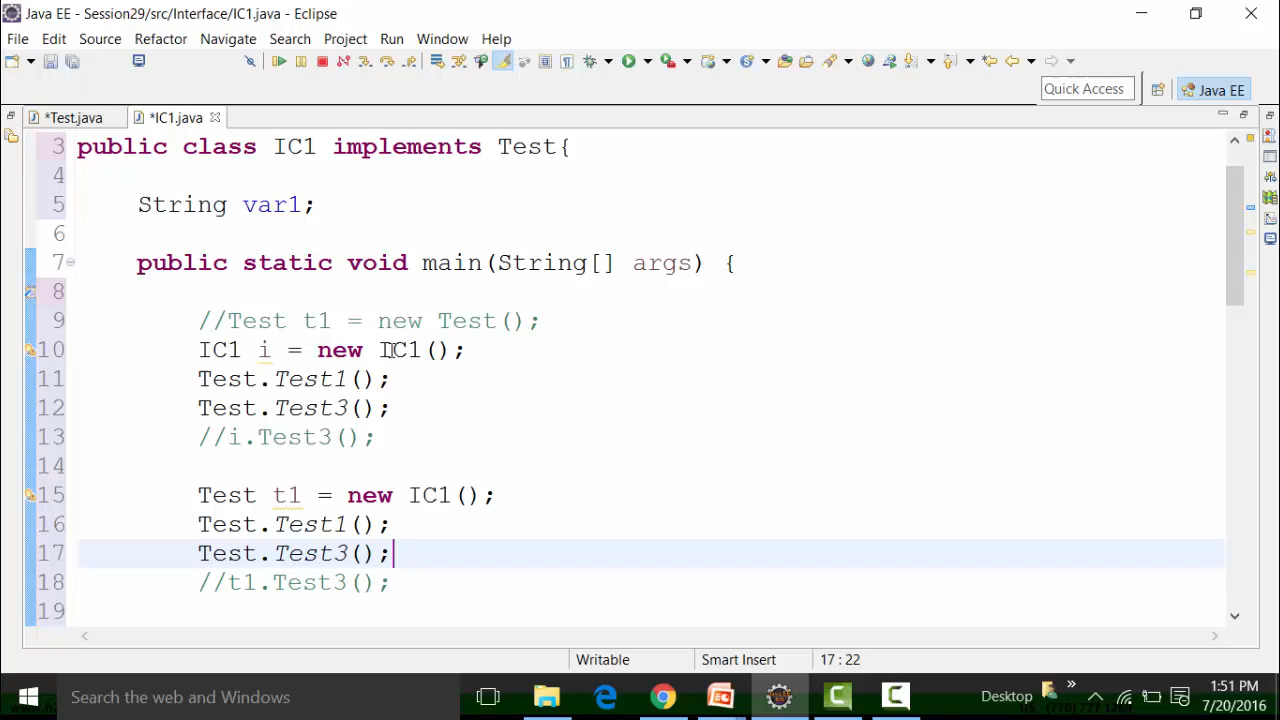 Java EE - Session29/src/Interface/IC1.java - Eclipse
File Edit Source Refactor Navigate Search Project Run Window Help
Quick Access
Java EE
*Test.java
*IC1.java
3 public class IC1 implements Test{
4
5 String var1;
6
7 public static void main(String[] args) {
8
9 //Test t1 = new Test();
10 IC1 i = new IC1();
11 Test.Test1();
12 Test.Test3();
13 //i.Test3();
14
15 Test t1 = new IC1();
16 Test.Test1();
17 Test.Test3();
18 //t1.Test3();
19
Writable Smart Insert 17 : 22
Search the web and Windows
Desktop
1:51 PM
7/20/2016